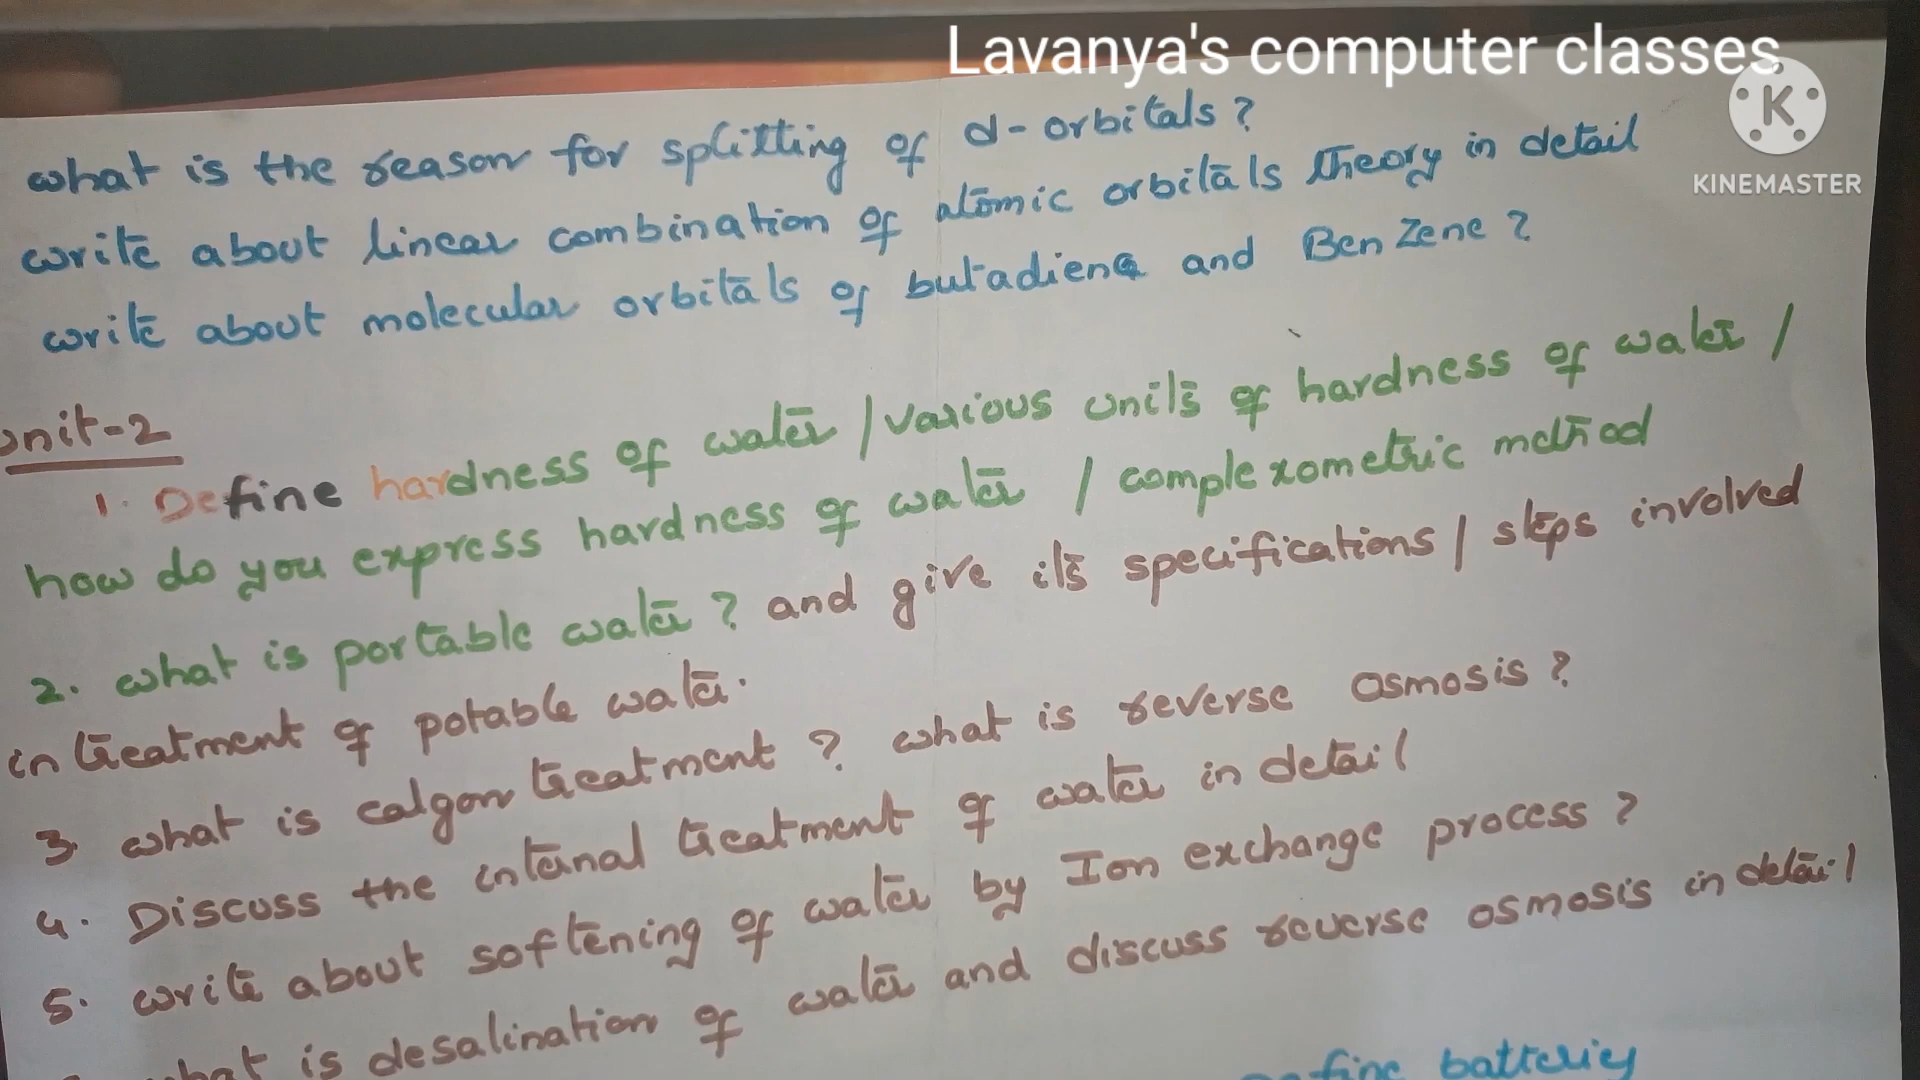 Lavanya's computer classes
KINEMASTER
what is the reason for splitting of d-orbitals?
write about linear combination of atomic orbitals theory in detail
write about molecular orbitals of butadiene and Benzene?
unit-2
1. Define hardness of water / various units of hardness of water /
how do you express hardness of water / complexometric method
2. what is portable water? and give its specifications / steps involved
in treatment of potable water.
3. what is calgon treatment? what is reverse osmosis?
4. Discuss the internal treatment of water in detail
5. write about softening of water by Ion exchange process?
what is desalination of water and discuss reverse osmosis in detail
define batteries